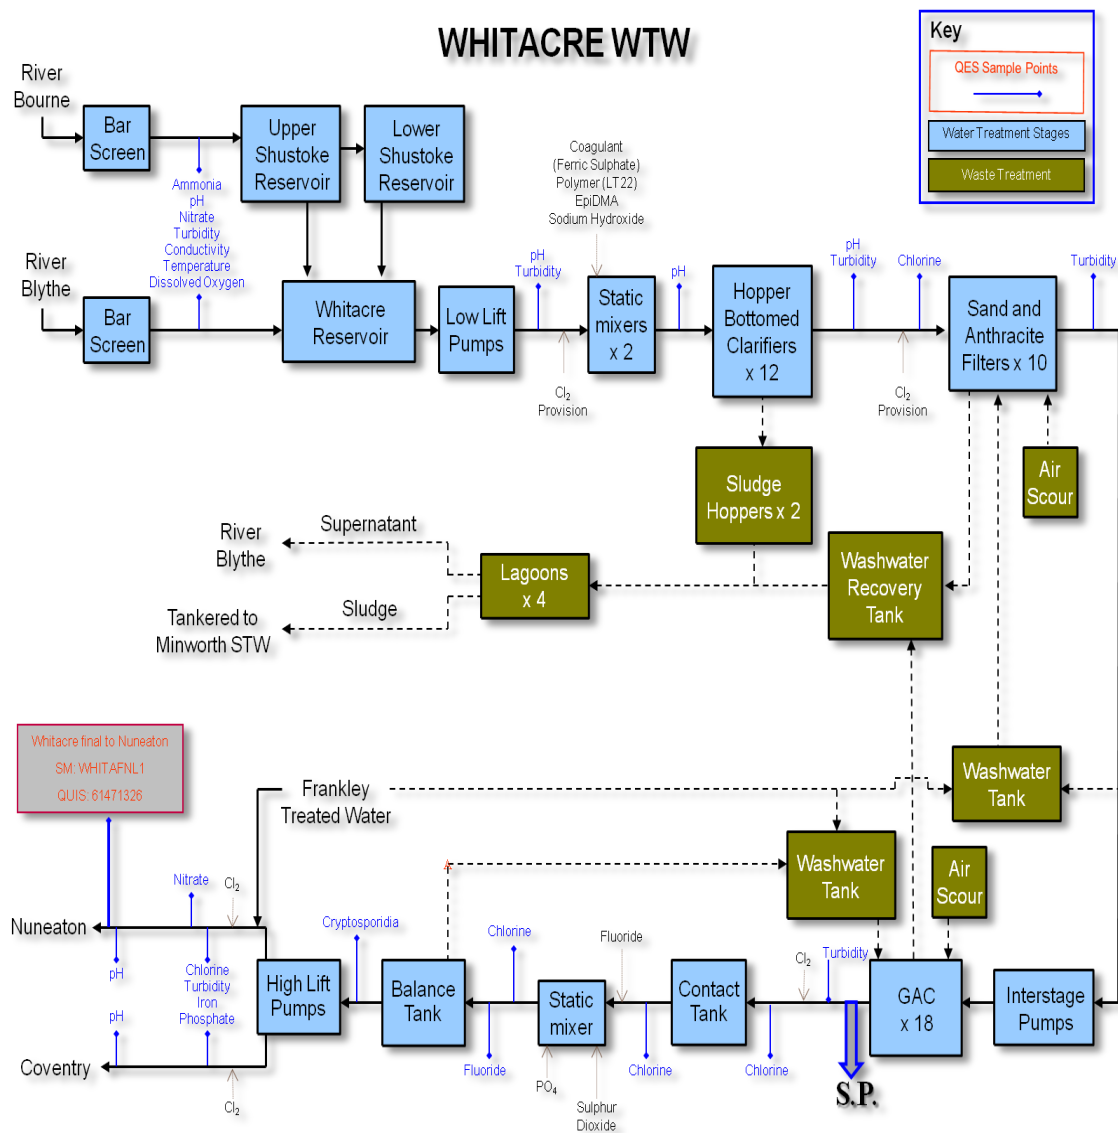 WHITACRE WTW
Key
QES Sample Points
Water Treatment Stages
Waste Treatment
River
Bourne
Bar
Screen
Upper
Shustoke
Reservoir
Lower
Shustoke
Reservoir
Ammonia
pH
Nitrate
Turbidity
Conductivity
Temperature
Dissolved Oxygen
River
Blythe
Bar
Screen
Whitacre
Reservoir
Low Lift
Pumps
pH
Turbidity
Cl₂
Provision
Coagulant
(Ferric Sulphate)
Polymer (LT22)
EpiDMA
Sodium Hydroxide
Static
mixers
x 2
pH
Hopper
Bottomed
Clarifiers
x 12
pH
Turbidity
Chlorine
Cl₂
Provision
Sand and
Anthracite
Filters x 10
Turbidity
Air
Scour
Sludge
Hoppers x 2
Washwater
Recovery
Tank
Lagoons
x 4
Supernatant
River
Blythe
Sludge
Tankered to
Minworth STW
Whitacre final to Nuneaton
SM: WHITAFNL1
QUIS: 61471326
Frankley
Treated Water
Washwater
Tank
Washwater
Tank
Air
Scour
Nuneaton
pH
Nitrate
Cl₂
Chlorine
Turbidity
Iron
Phosphate
Coventry
pH
Cl₂
High Lift
Pumps
Cryptosporidia
Balance
Tank
Chlorine
Fluoride
Static
mixer
PO₄
Sulphur
Dioxide
Fluoride
Chlorine
Contact
Tank
Cl₂
Chlorine
Turbidity
S.P.
GAC
x 18
Interstage
Pumps